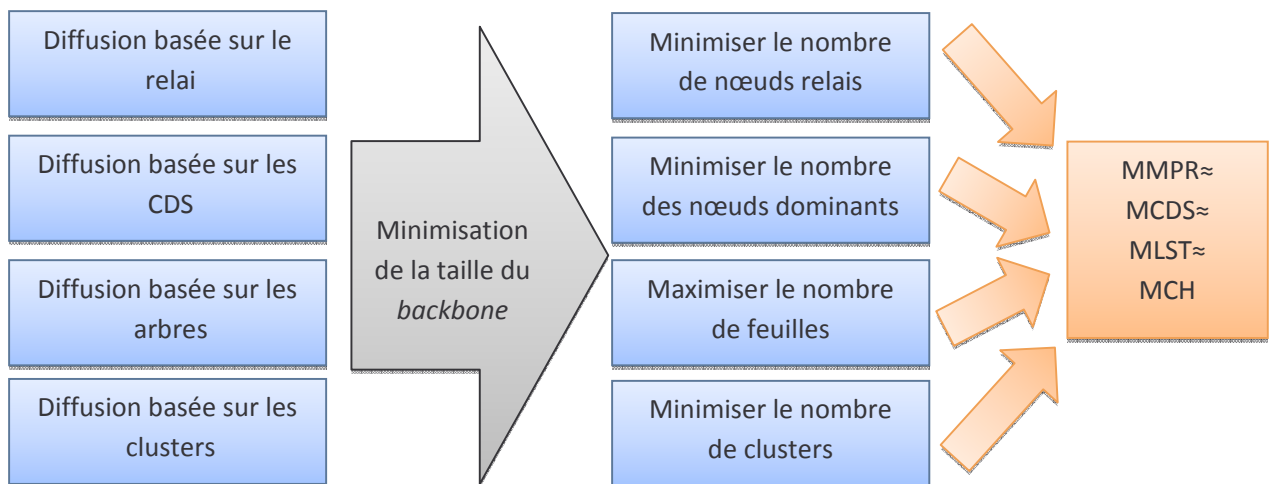 Diffusion basée sur le
relai
Diffusion basée sur les
CDS
Diffusion basée sur les
arbres
Diffusion basée sur les
clusters
Minimisation
de la taille du
backbone
Minimiser le nombre
de nœuds relais
Minimiser le nombre
des nœuds dominants
Maximiser le nombre
de feuilles
Minimiser le nombre
de clusters
MMPR≈
MCDS≈
MLST≈
MCH